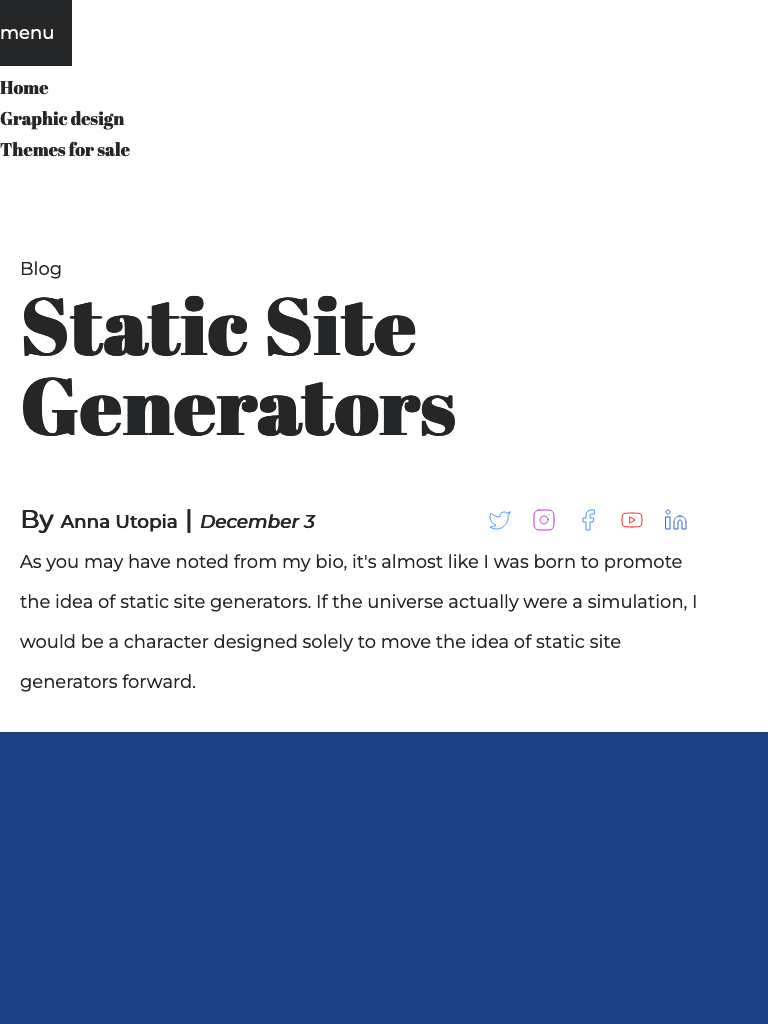 menu
Home
Graphic design
Themes for sale
Blog
Static Site
Generators
By Anna Utopia | December 3
As you may have noted from my bio, it's almost like I was born to promote
the idea of static site generators. If the universe actually were a simulation, I
would be a character designed solely to move the idea of static site
generators forward.